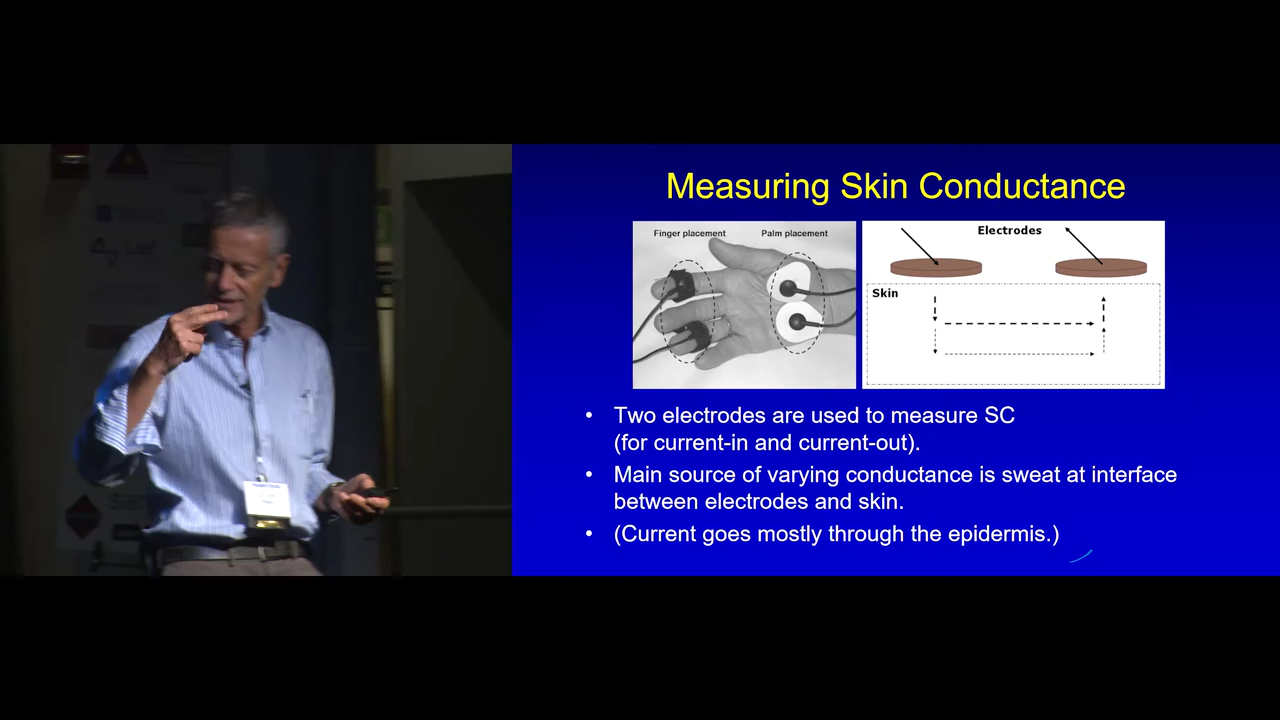 Measuring Skin Conductance
Finger placement
Palm placement
Electrodes
Skin
• Two electrodes are used to measure SC
(for current-in and current-out).
• Main source of varying conductance is sweat at interface
between electrodes and skin.
• (Current goes mostly through the epidermis.)